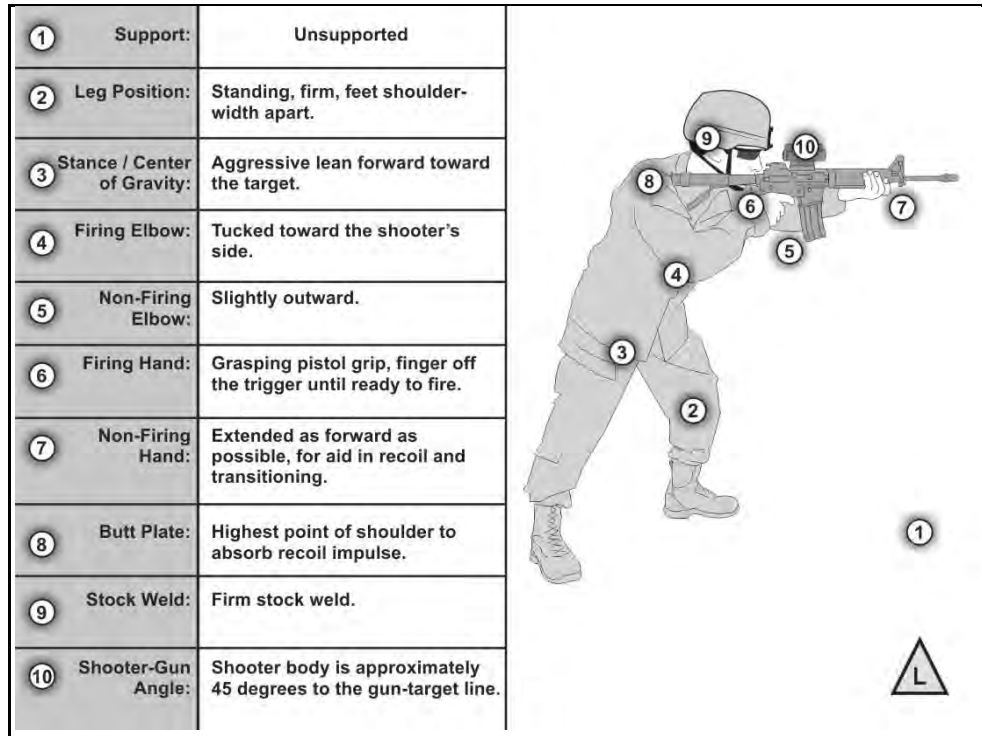 1 Support: Unsupported
2 Leg Position: Standing, firm, feet shoulder-
width apart.
3 Stance / Center Aggressive lean forward toward
of Gravity: the target.
4 Firing Elbow: Tucked toward the shooter's
side.
5 Non-Firing Slightly outward.
Elbow:
6 Firing Hand: Grasping pistol grip, finger off
the trigger until ready to fire.
7 Non-Firing Extended as forward as
Hand: possible, for aid in recoil and
transitioning.
8 Butt Plate: Highest point of shoulder to
absorb recoil impulse.
9 Stock Weld: Firm stock weld.
10 Shooter-Gun Shooter body is approximately
Angle: 45 degrees to the gun-target line.
9
10
8
6
7
5
4
3
2
1
L